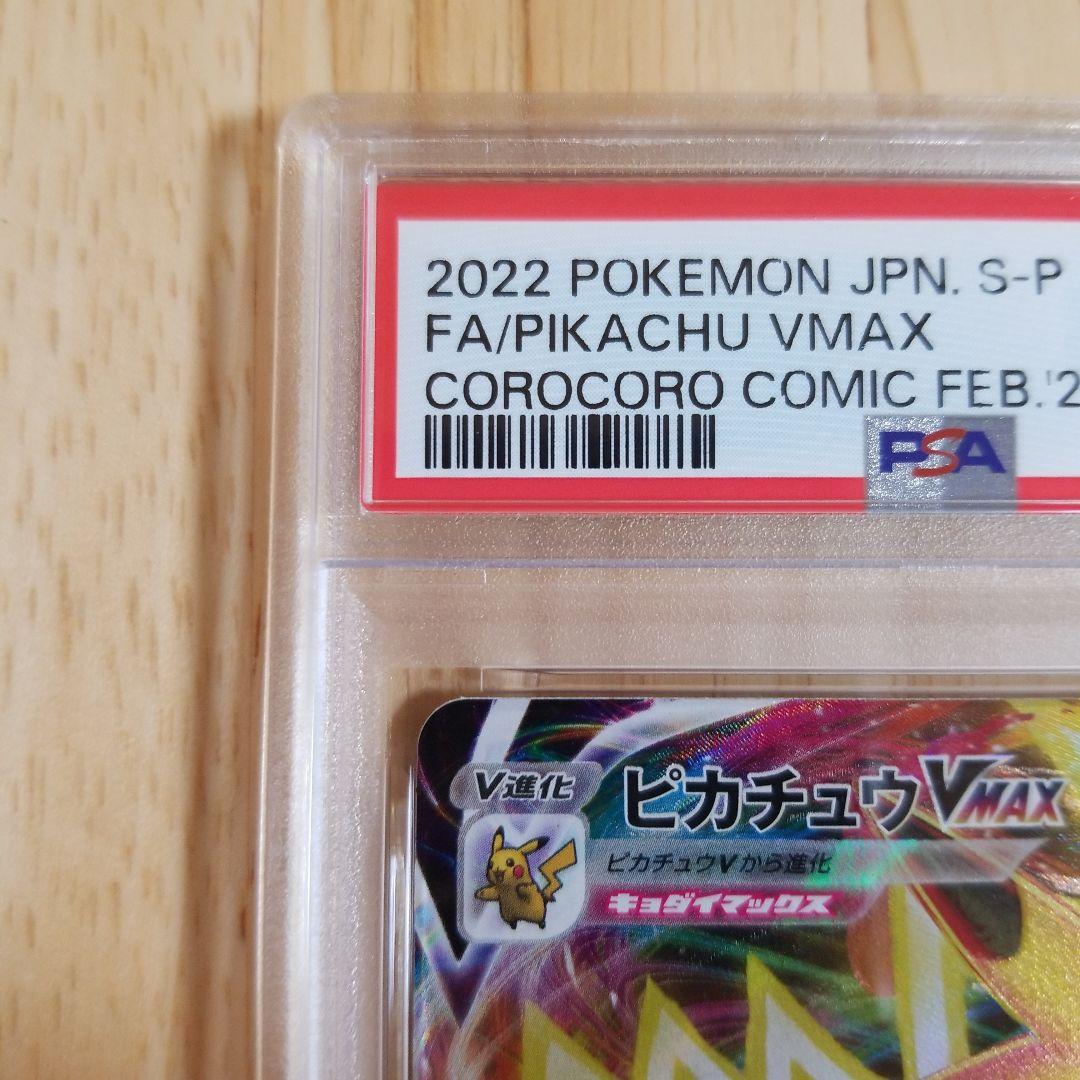 2022 POKEMON JPN. S-P
FA/PIKACHU VMAX
COROCORO COMIC FEB. '2
PSA
V進化
ピカチュウVMAX
ピカチュウVから進化
キョダイマックス